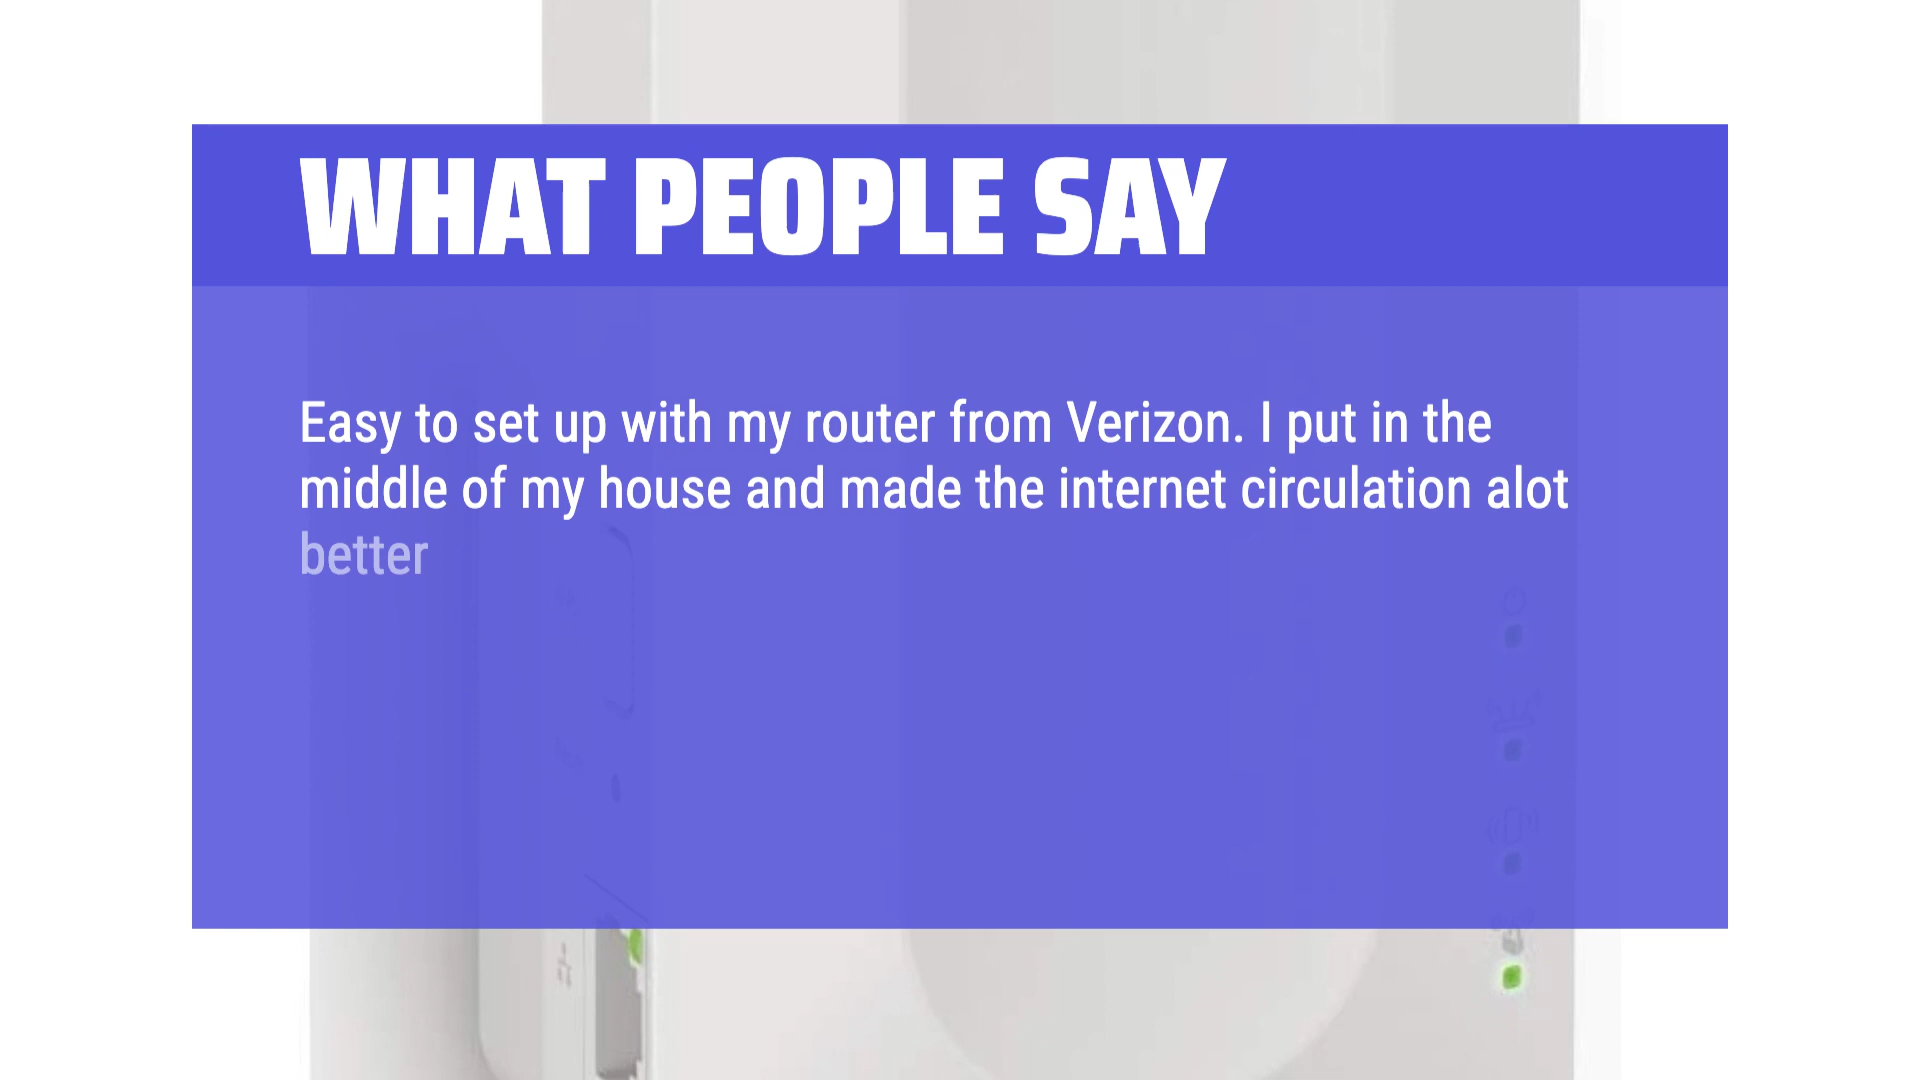 WHAT PEOPLE SAY
Easy to set up with my router from Verizon. I put in the
middle of my house and made the internet circulation alot
better